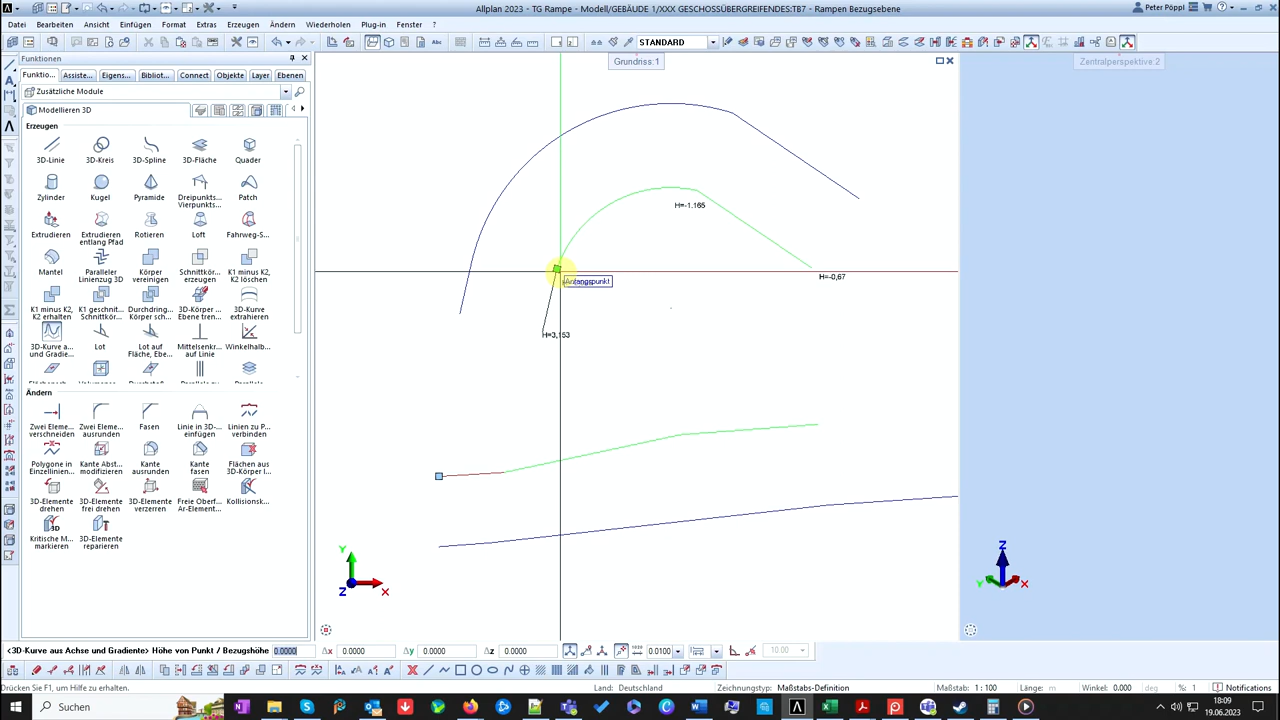 Allplan 2023 - TG Rampe - Modell/GEBÄUDE 1/XXX GESCHOSSÜBERGREIFENDES:TB7 - Rampen Bezugsebene
Peter Pöppl
Datei Bearbeiten Ansicht Einfügen Format Extras Erzeugen Ändern Wiederholen Plug-in Fenster ?
STANDARD
Funktionen
Funktio... Assiste... Eigens... Bibliot... Connect Objekte Layer Ebenen
Zusätzliche Module
Modellieren 3D
Erzeugen
3D-Linie 3D-Kreis 3D-Spline 3D-Fläche Quader
Zylinder Kugel Pyramide Dreipunkts... Vierpunkts... Patch
Extrudieren Extrudieren entlang Pfad Rotieren Loft Fahrweg-S...
Mantel Paralleler Linienzug 3D Körper vereinigen Schnittkör... erzeugen K1 minus K2, K2 löschen
K1 minus K2, K2 erhalten K1 geschnit... Schnittkör... Durchdring... Körper sch... 3D-Körper ... Ebene tren... 3D-Kurve extrahieren
3D-Kurve a... und Gradie... Lot Lot auf Fläche, Ebe... Mittelsenkr... auf Linie Winkelhalb...
Ändern
Zwei Eleme... verschneiden Zwei Eleme... ausrunden Fasen Linie in 3D-... einfügen Linien zu P... verbinden
Polygone in Einzellinien... Kante Abst... modifizieren Kante ausrunden Kante fasen Flächen aus 3D-Körper l...
3D-Elemente drehen 3D-Elemente frei drehen 3D-Elemente verzerren Freie Oberf... Ar-Element... Kollisionsk...
Kritische M... markieren 3D-Elemente reparieren
Grundriss:1
Zentralperspektive:2
H=-1.165
H=-0,67
Anfangspunkt
H=3,153
Y
Z X
Z
Y X
<3D-Kurve aus Achse und Gradiente> Höhe von Punkt / Bezugshöhe 0.0000 Δx 0.0000 Δy 0.0000 Δz 0.0000 0.0100 10.00
Drücken Sie F1, um Hilfe zu erhalten. Land: Deutschland Zeichnungstyp: Maßstabs-Definition Maßstab: 1 : 100 Länge: m Winkel: 0.000 deg %: 1 Notifications
Suchen
18:09
19.06.2023